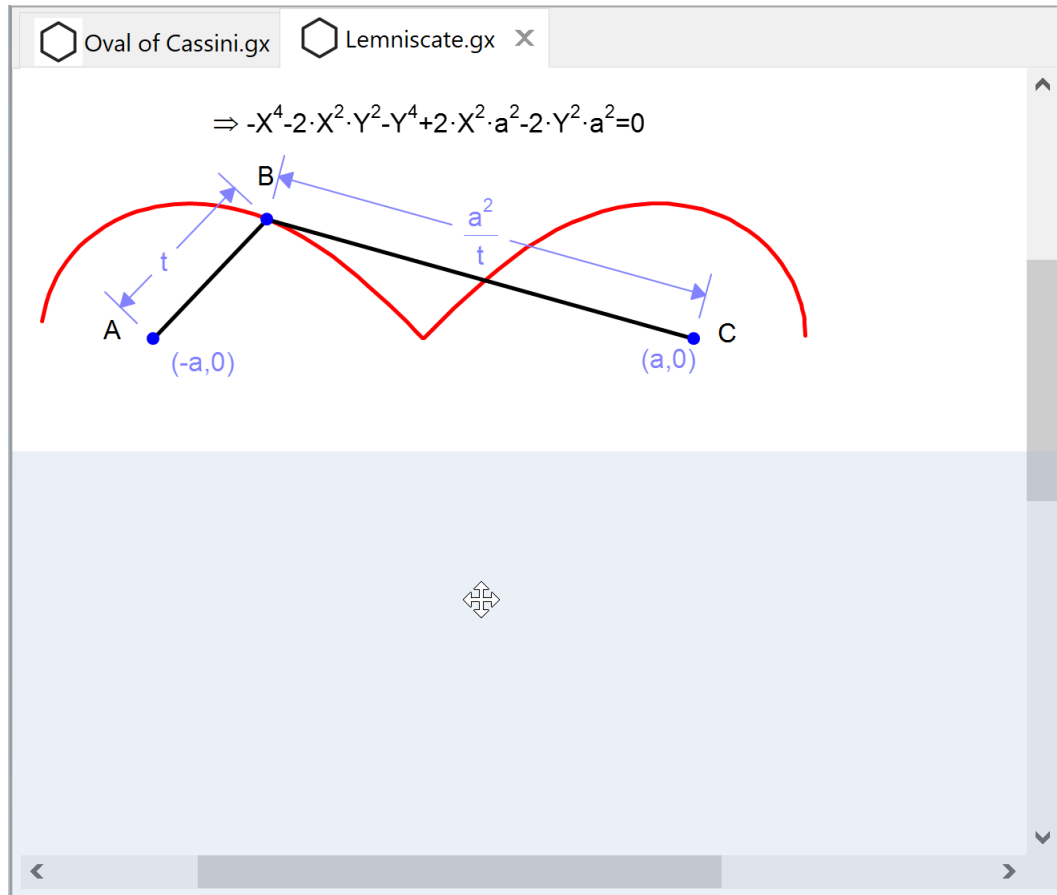 Oval of Cassini.gx
Lemniscate.gx
⇒ -X⁴-2·X²·Y²-Y⁴+2·X²·a²-2·Y²·a²=0
B
a²
t
t
A
C
(-a,0)
(a,0)